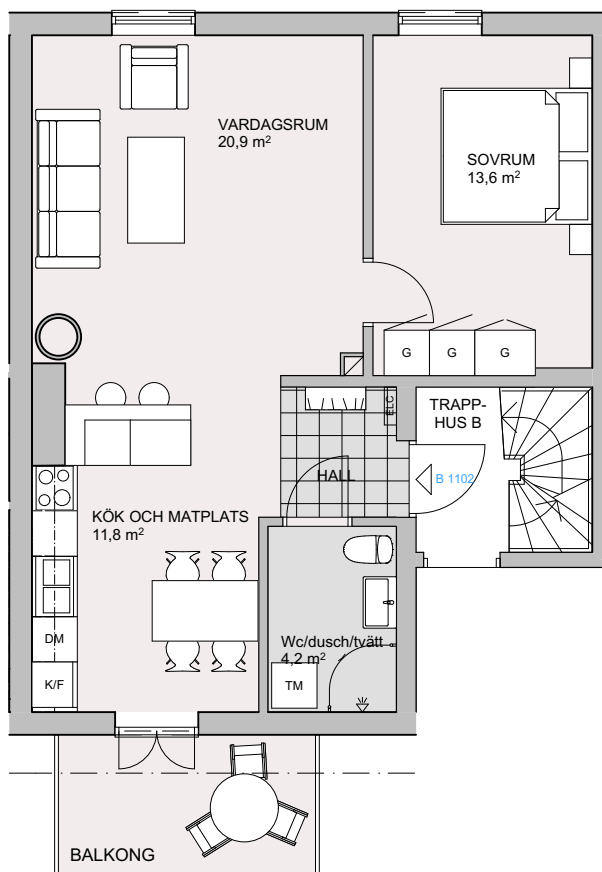 VARDAGSRUM
20,9 m²
SOVRUM
13,6 m²
G
G
G
ELC
TRAPP-
HUS B
B 1102
HALL
KÖK OCH MATPLATS
11,8 m²
DM
K/F
Wc/dusch/tvätt
4,2 m²
TM
BALKONG